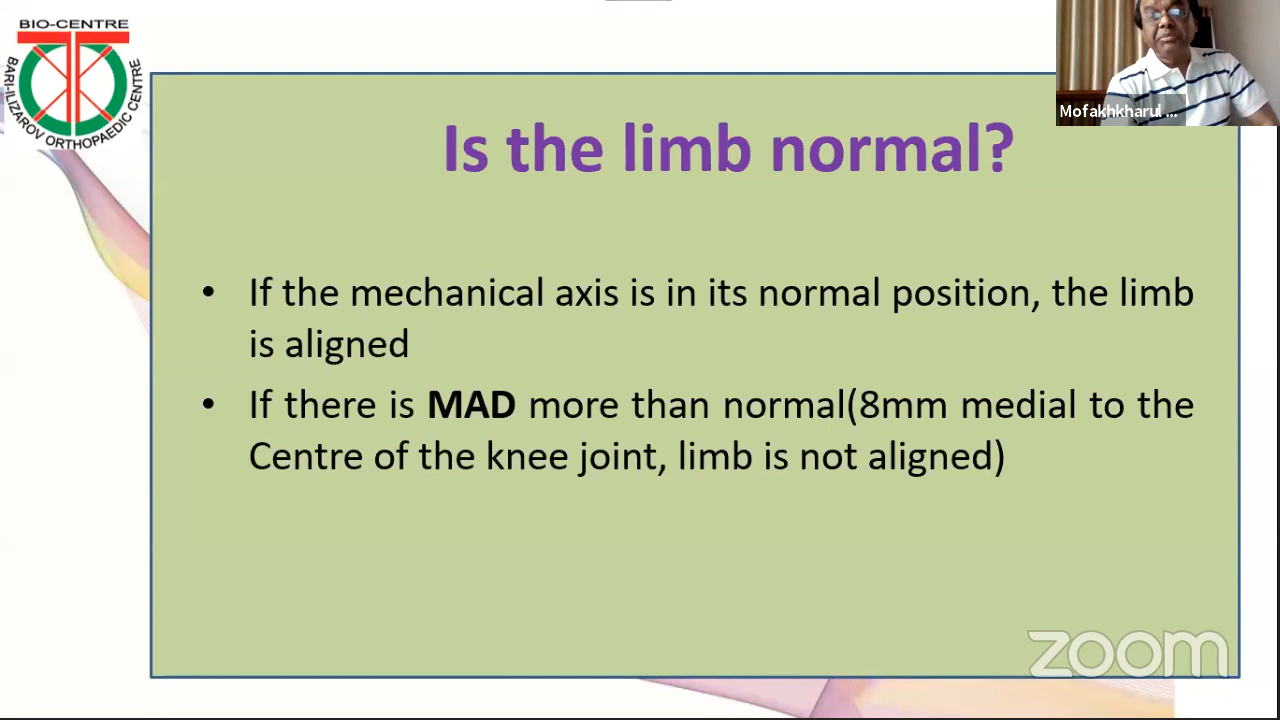 BIO-CENTRE
BARI-ILIZAROV ORTHOPAEDIC CENTRE
Mofakhkharul ...
Is the limb normal?
• If the mechanical axis is in its normal position, the limb
is aligned
• If there is MAD more than normal(8mm medial to the
Centre of the knee joint, limb is not aligned)
zoom